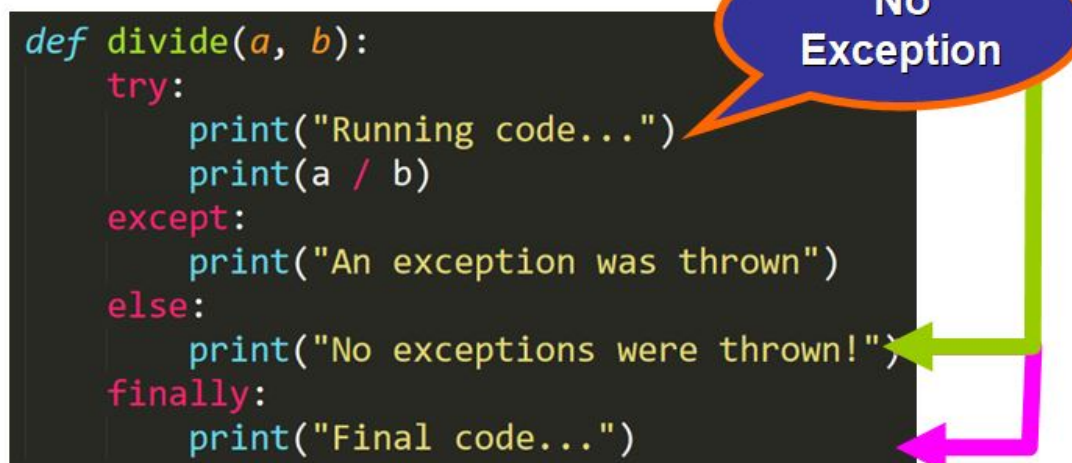 No
Exception
def divide(a, b):
    try:
        print("Running code...")
        print(a / b)
    except:
        print("An exception was thrown")
    else:
        print("No exceptions were thrown!")
    finally:
        print("Final code...")